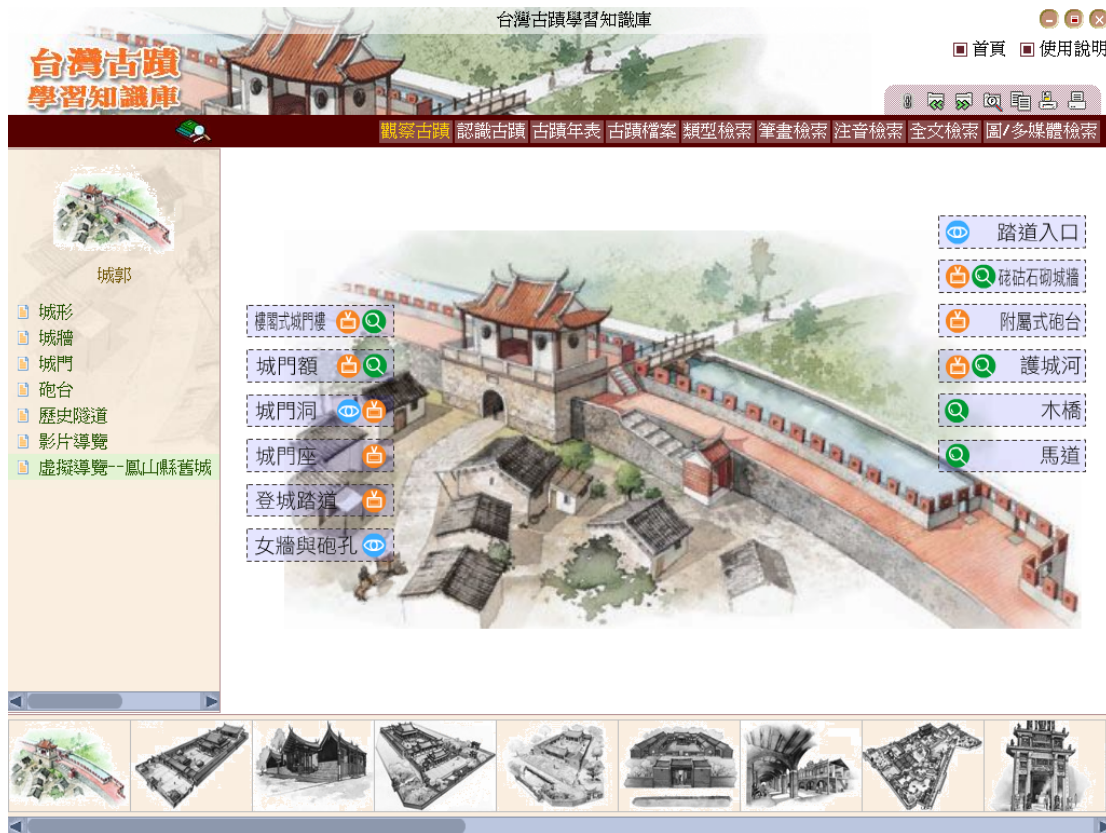 台灣古蹟學習知識庫
首頁 使用說明
台灣古蹟
學習知識庫
觀察古蹟 認識古蹟 古蹟年表 古蹟檔案 類型檢索 筆畫檢索 注音檢索 全文檢索 圖/多媒體檢索
城郭
城形
城牆
城門
砲台
歷史隧道
影片導覽
虛擬導覽--鳳山縣舊城
樓閣式城門樓
城門額
城門洞
城門座
登城踏道
女牆與砲孔
踏道入口
硓𥑮石砌城牆
附屬式砲台
護城河
木橋
馬道